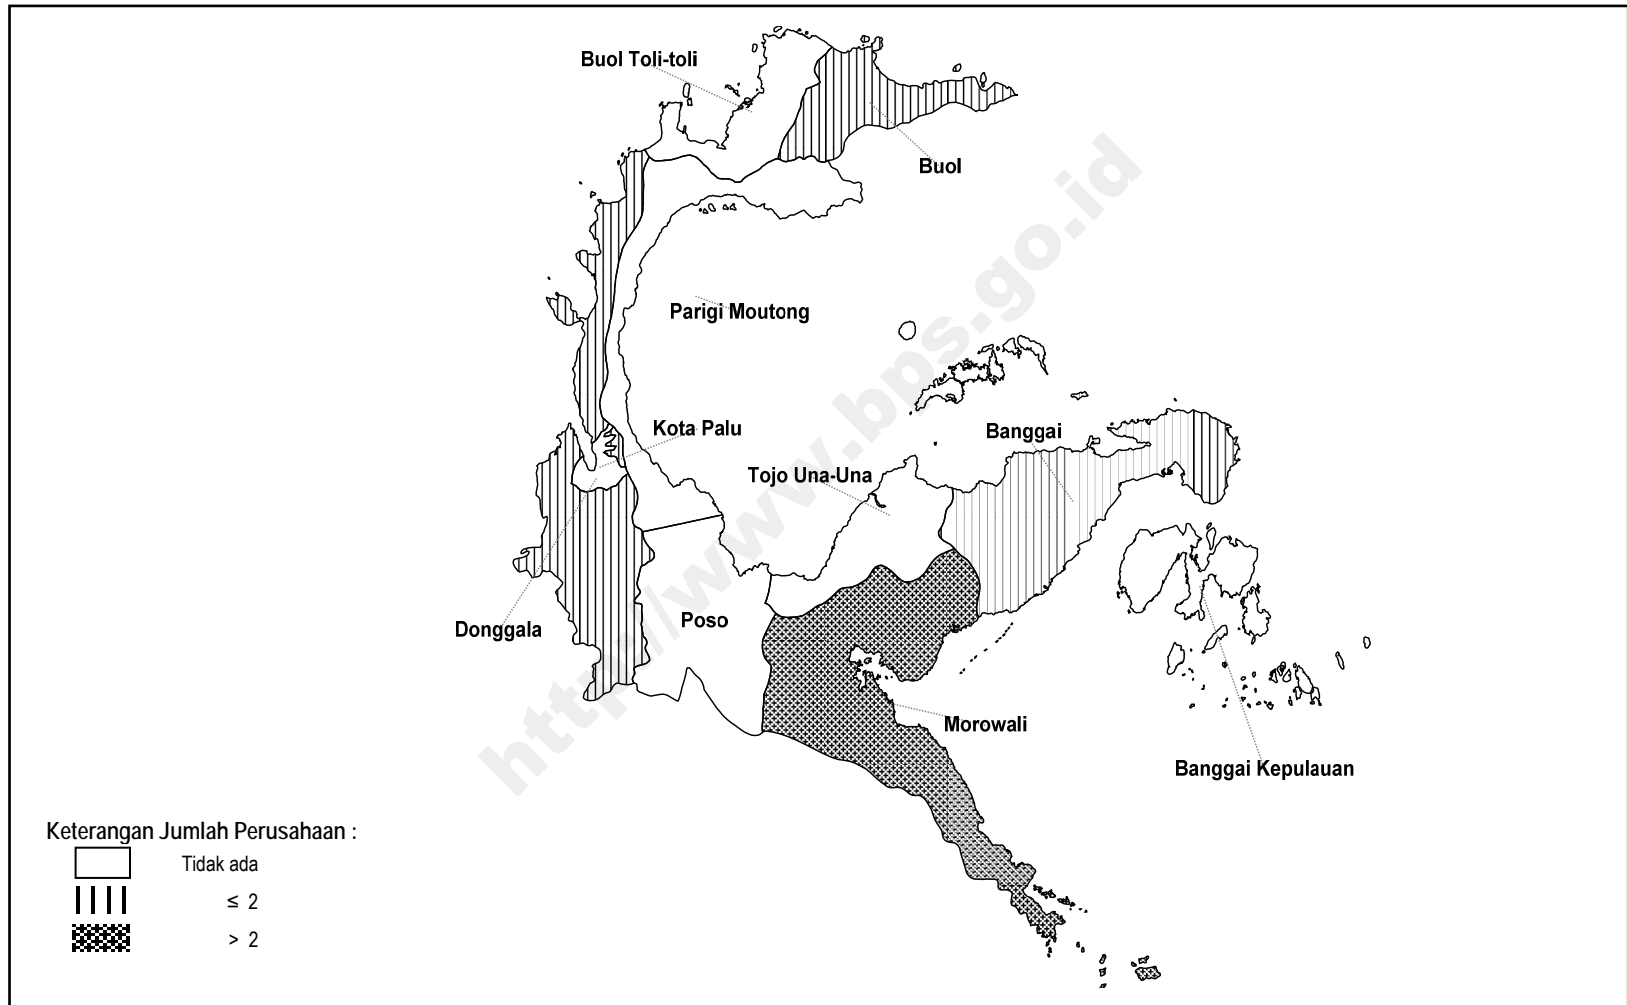 Buol Toli-toli
Buol
Parigi Moutong
Kota Palu
Banggai
Tojo Una-Una
Poso
Donggala
Morowali
Banggai Kepulauan
http://www.bps.go.id
Keterangan Jumlah Perusahaan :
Tidak ada
≤ 2
> 2